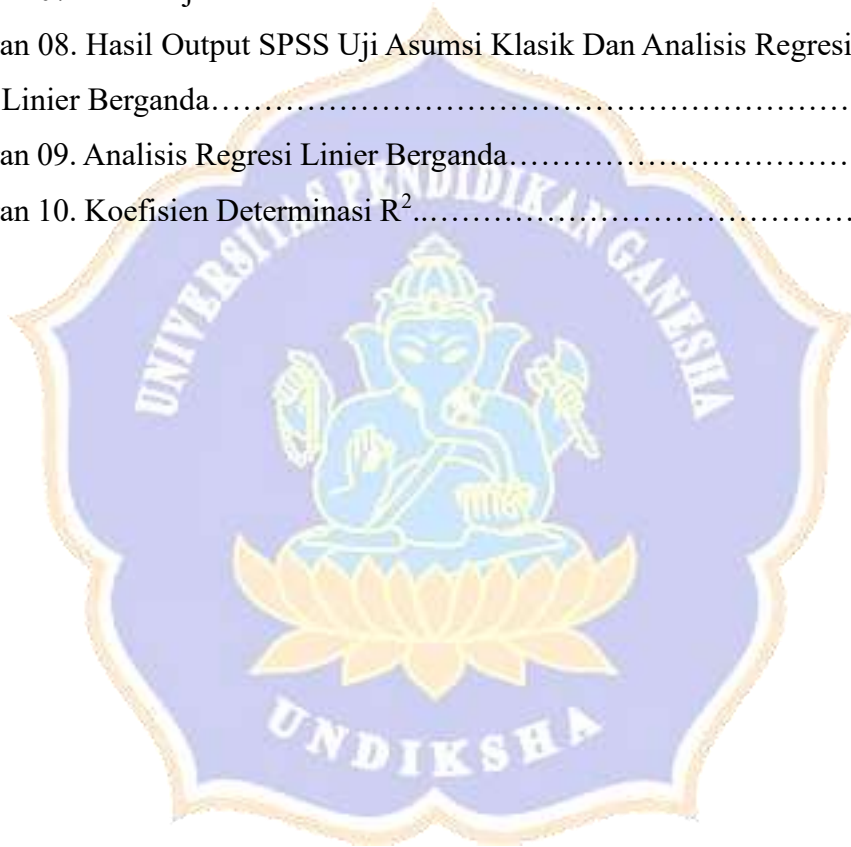 an 08. Hasil Output SPSS Uji Asumsi Klasik Dan Analisis Regresi
Linier Berganda……………………………………………………………
an 09. Analisis Regresi Linier Berganda………………………………
an 10. Koefisien Determinasi R²..……………………………………
UNIVERSITAS PENDIDIKAN GANESHA
UNDIKSHA